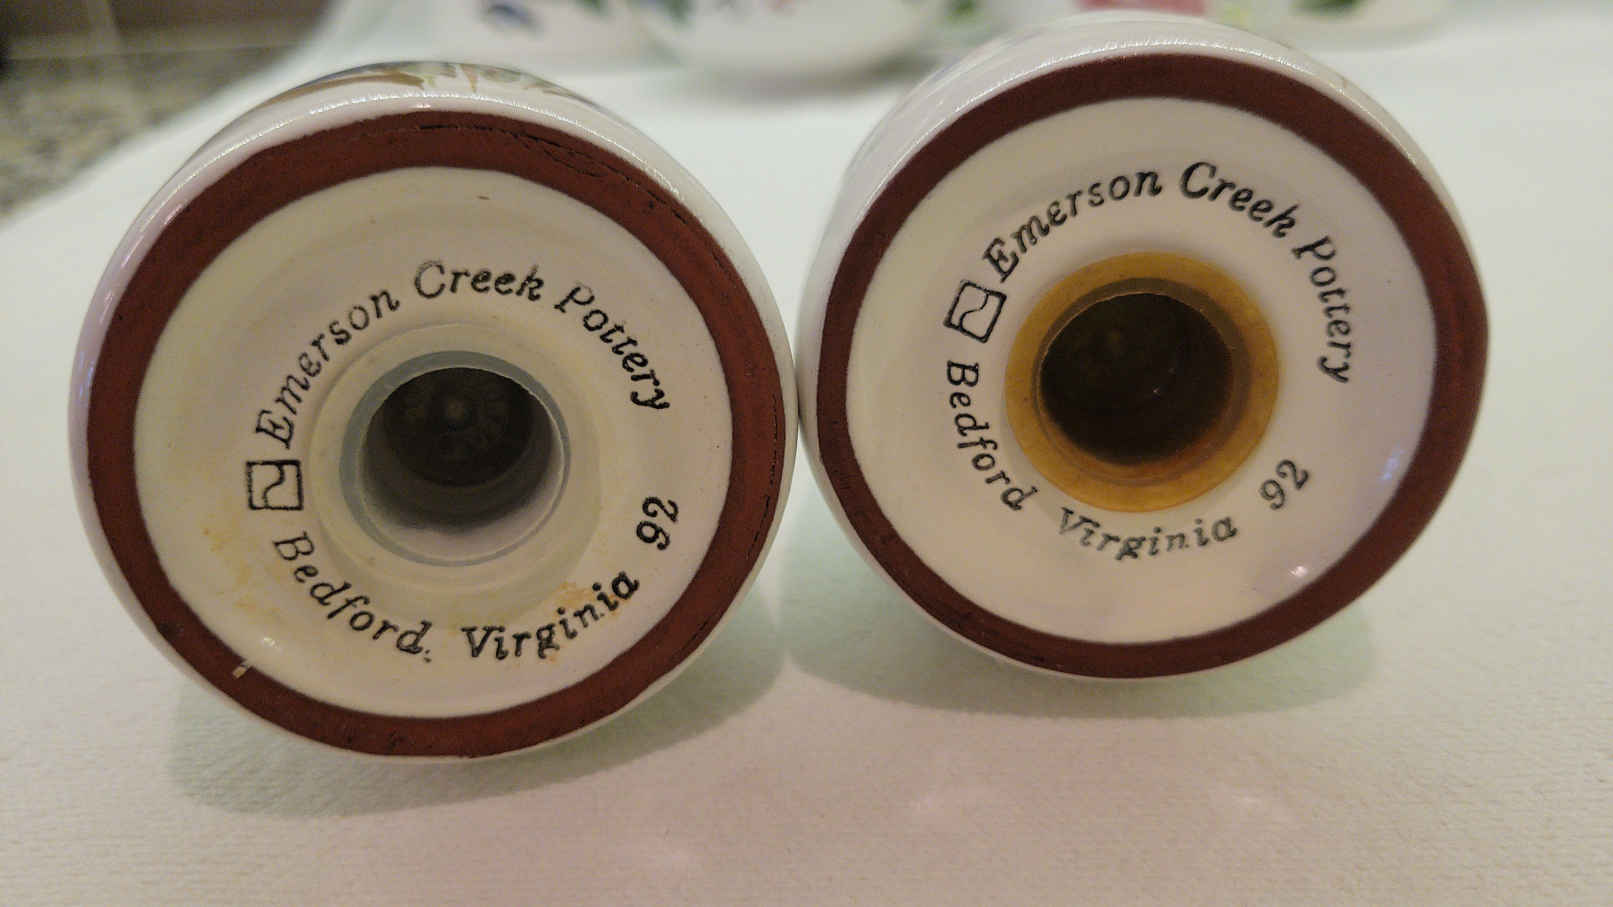 Emerson Creek Pottery
Bedford, Virginia 92
Emerson Creek Pottery
Bedford Virginia 92